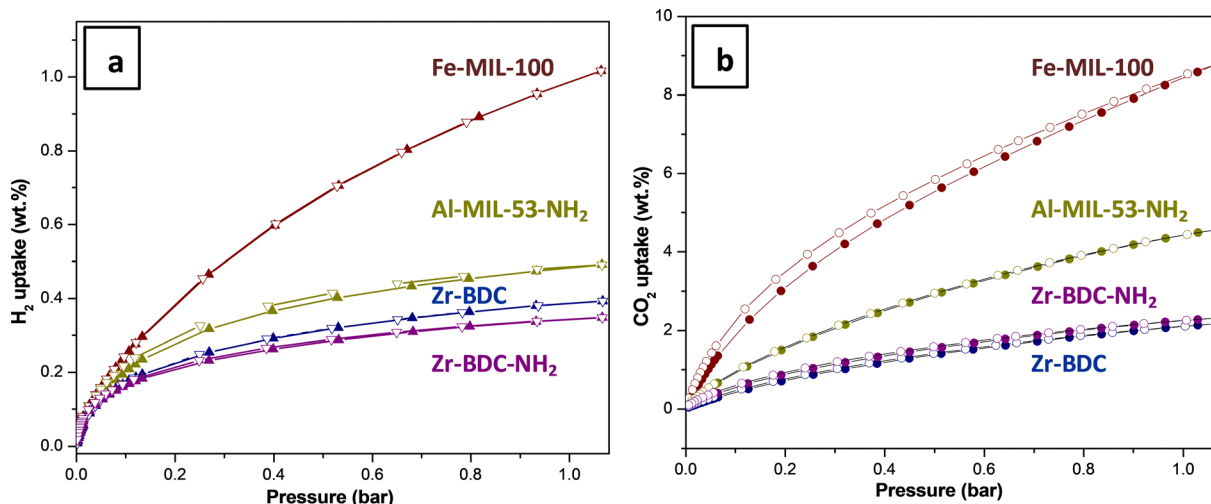 a
Fe-MIL-100
Al-MIL-53-NH₂
Zr-BDC
Zr-BDC-NH₂
H₂ uptake (wt.%)
1.0
0.8
0.6
0.4
0.2
0.0
0.0 0.2 0.4 0.6 0.8 1.0
Pressure (bar)
b
Fe-MIL-100
Al-MIL-53-NH₂
Zr-BDC-NH₂
Zr-BDC
CO₂ uptake (wt.%)
10
8
6
4
2
0
0.0 0.2 0.4 0.6 0.8 1.0
Pressure (bar)